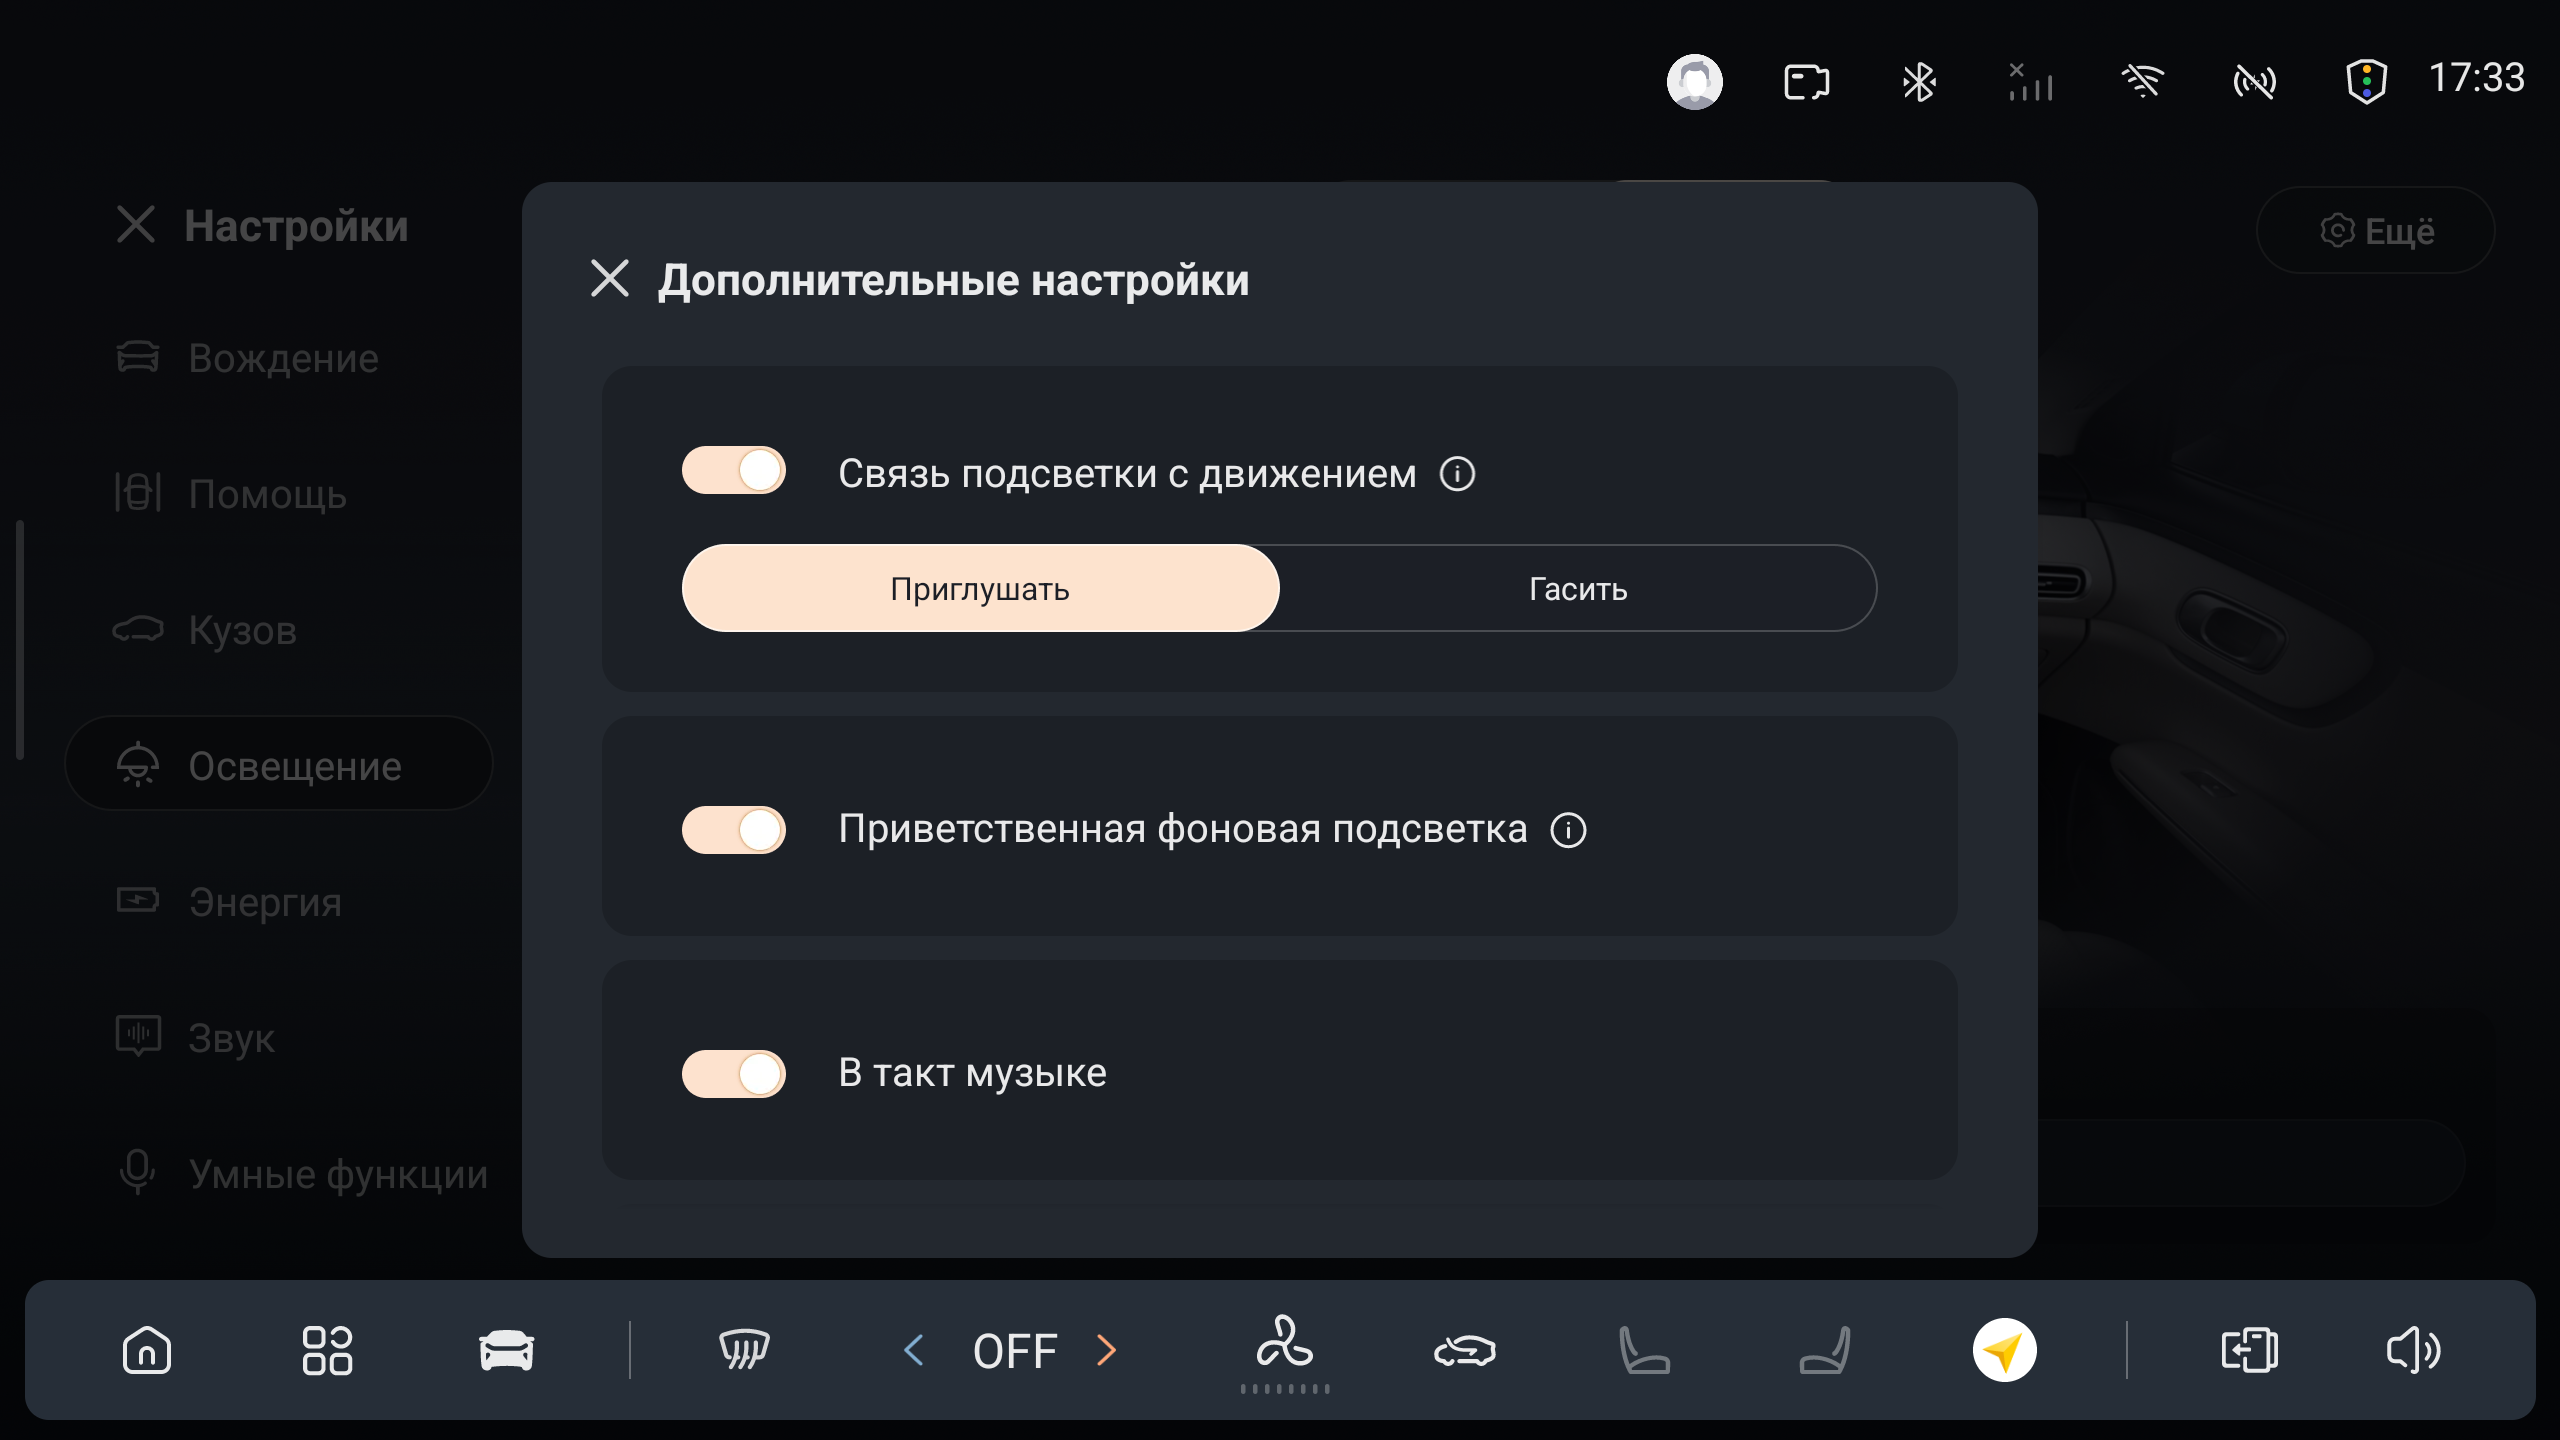 17:33
Настройки
Ещё
Дополнительные настройки
Вождение
Помощь
Кузов
Освещение
Энергия
Звук
Умные функции
Связь подсветки с движением
Приглушать
Гасить
Приветственная фоновая подсветка
В такт музыке
OFF